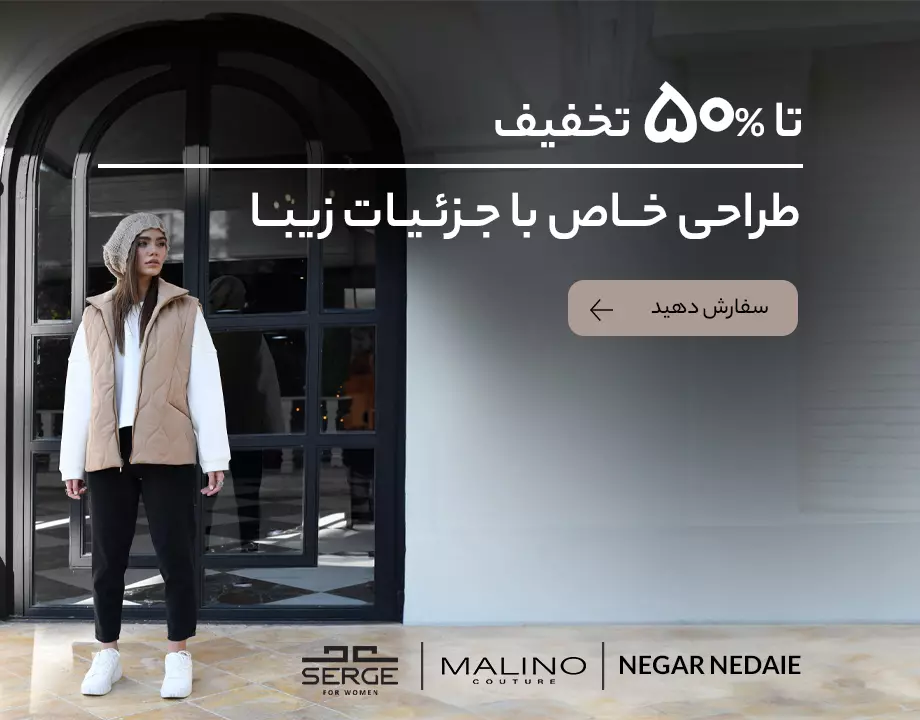 تا %۵۰ تخفیف
طراحی خاص با جزئیات زیبا
سفارش دهید
SERGE
FOR WOMEN
MALINO
COUTURE
NEGAR NEDAIE